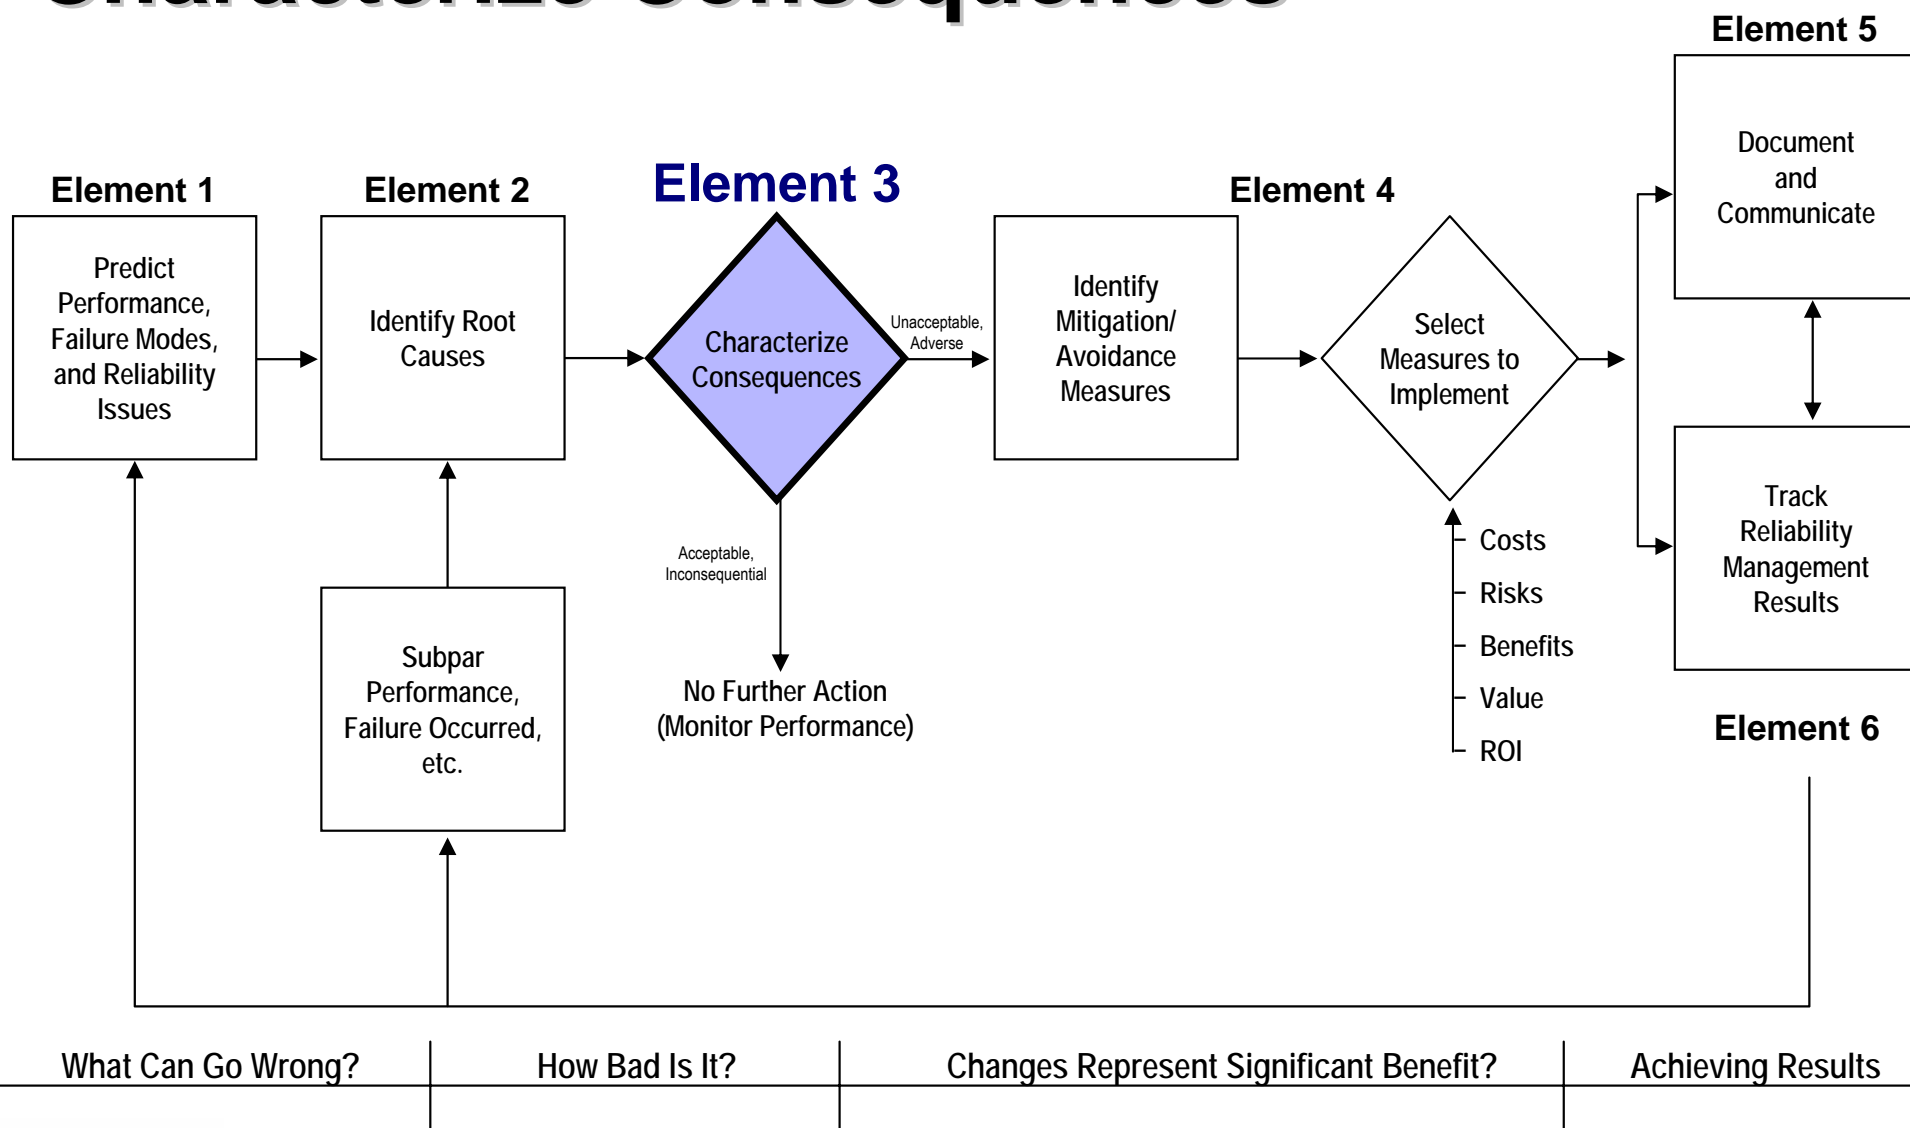 Characterize Consequences
Element 5
Document
and
Communicate
Element 1
Element 2
Element 3
Element 4
Predict
Performance,
Failure Modes,
and Reliability
Issues
Identify Root
Causes
Characterize
Consequences
Unacceptable,
Adverse
Identify
Mitigation/
Avoidance
Measures
Select
Measures to
Implement
Acceptable,
Inconsequential
No Further Action
(Monitor Performance)
Subpar
Performance,
Failure Occurred,
etc.
Costs
Risks
Benefits
Value
ROI
Track
Reliability
Management
Results
Element 6
What Can Go Wrong?
How Bad Is It?
Changes Represent Significant Benefit?
Achieving Results